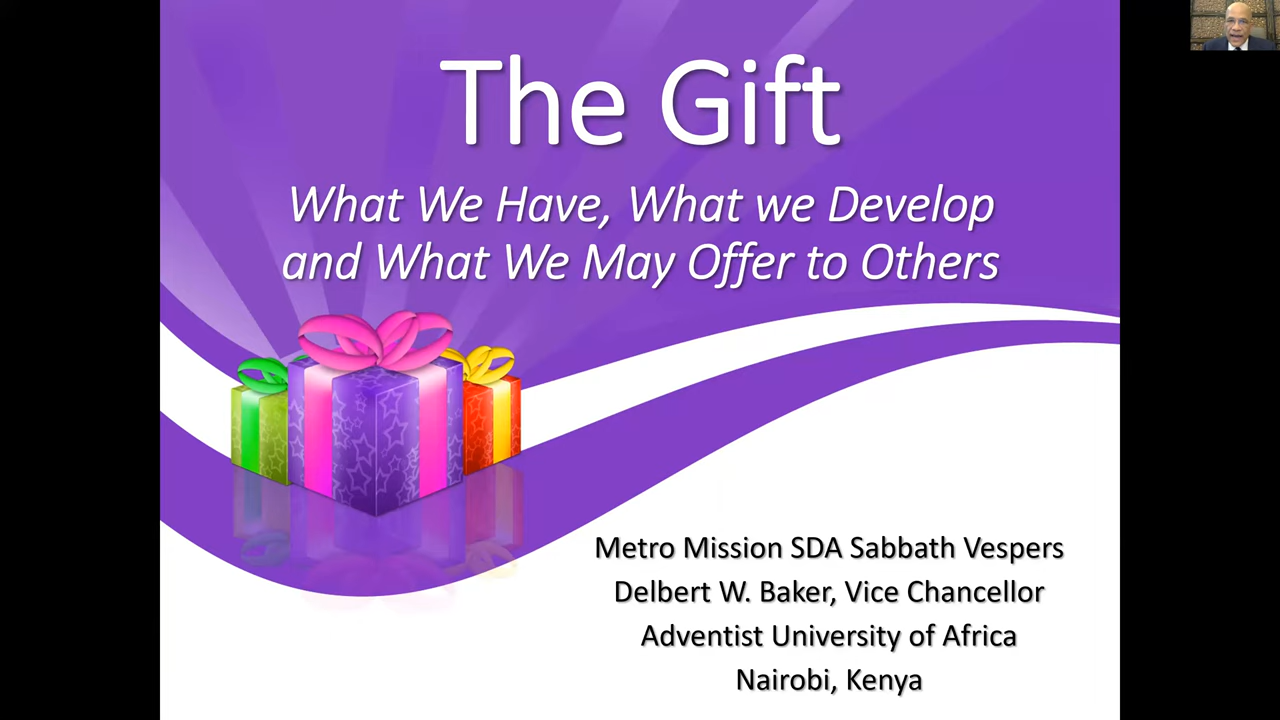 The Gift
What We Have, What we Develop
and What We May Offer to Others
Metro Mission SDA Sabbath Vespers
Delbert W. Baker, Vice Chancellor
Adventist University of Africa
Nairobi, Kenya